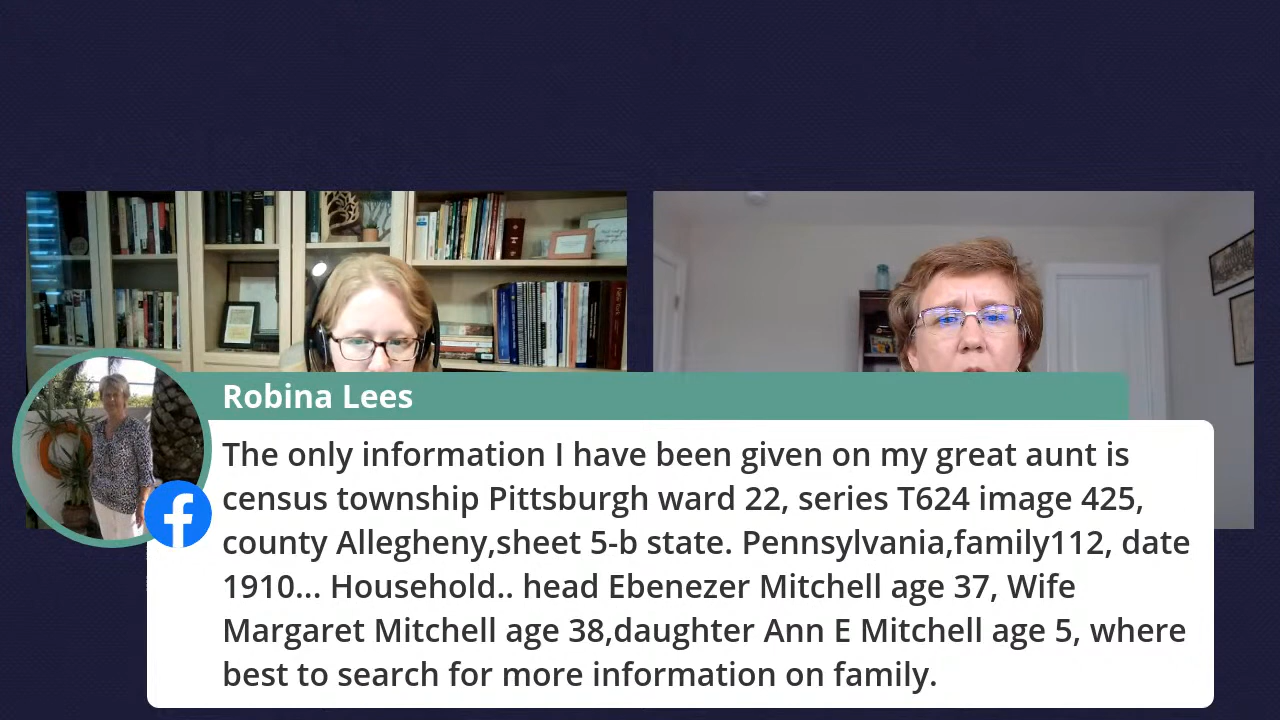 Robina Lees
The only information I have been given on my great aunt is
census township Pittsburgh ward 22, series T624 image 425,
county Allegheny,sheet 5-b state. Pennsylvania,family112, date
1910... Household.. head Ebenezer Mitchell age 37, Wife
Margaret Mitchell age 38,daughter Ann E Mitchell age 5, where
best to search for more information on family.